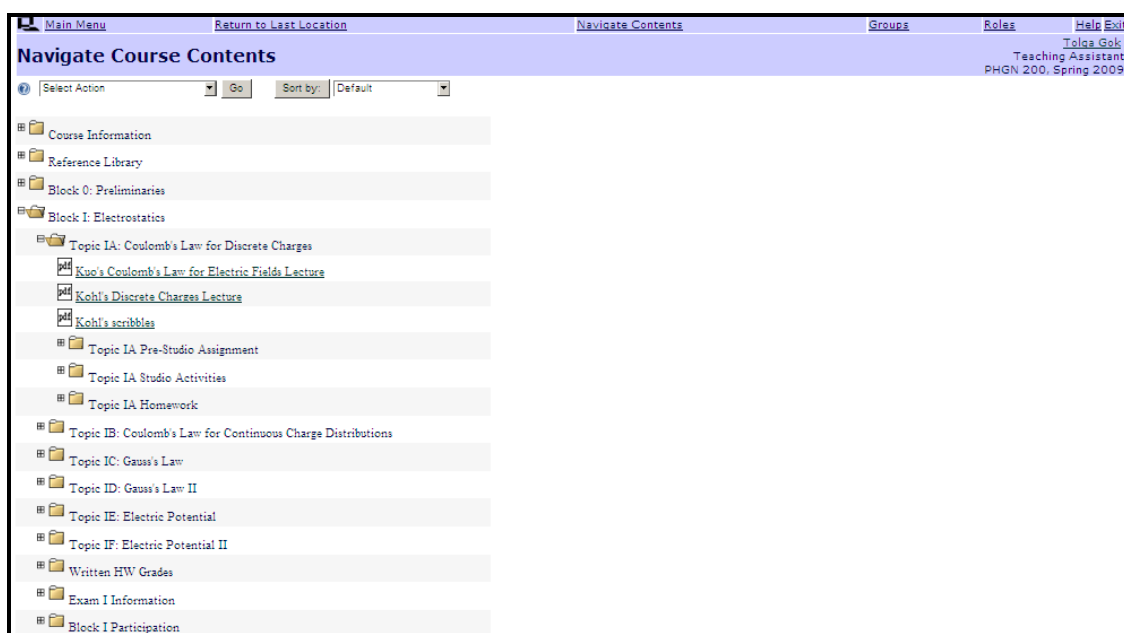 Main Menu Return to Last Location Navigate Contents Groups Roles Help Exit
Navigate Course Contents
Tolga Gok
Teaching Assistant
PHGN 200, Spring 2009
Select Action Go Sort by: Default
Course Information
Reference Library
Block 0: Preliminaries
Block I: Electrostatics
Topic IA: Coulomb's Law for Discrete Charges
pdf Kuo's Coulomb's Law for Electric Fields Lecture
pdf Kohl's Discrete Charges Lecture
pdf Kohl's scribbles
Topic IA Pre-Studio Assignment
Topic IA Studio Activities
Topic IA Homework
Topic IB: Coulomb's Law for Continuous Charge Distributions
Topic IC: Gauss's Law
Topic ID: Gauss's Law II
Topic IE: Electric Potential
Topic IF: Electric Potential II
Written HW Grades
Exam I Information
Block I Participation